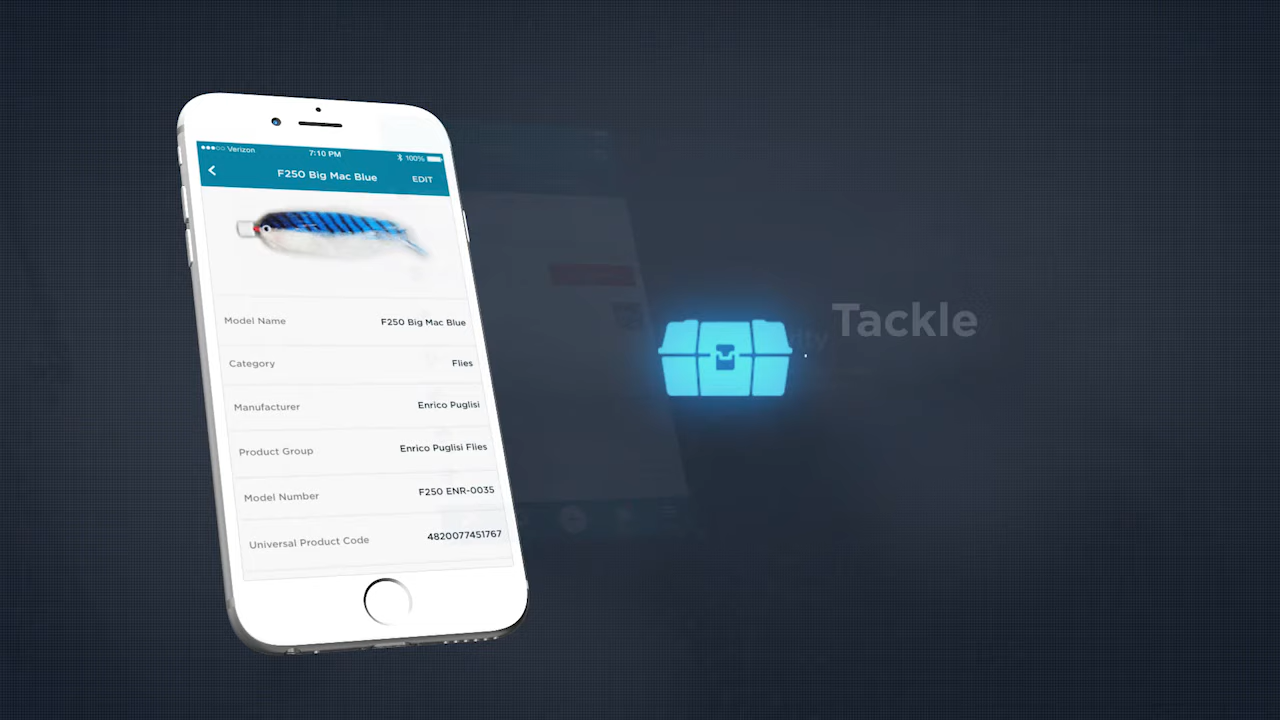 Verizon 7:10 PM 100%
F250 Big Mac Blue EDIT
Model Name F250 Big Mac Blue
Category Flies
Manufacturer Enrico Puglisi
Product Group Enrico Puglisi Flies
Model Number F250 ENR-0035
Universal Product Code 4820077451767
Tackle